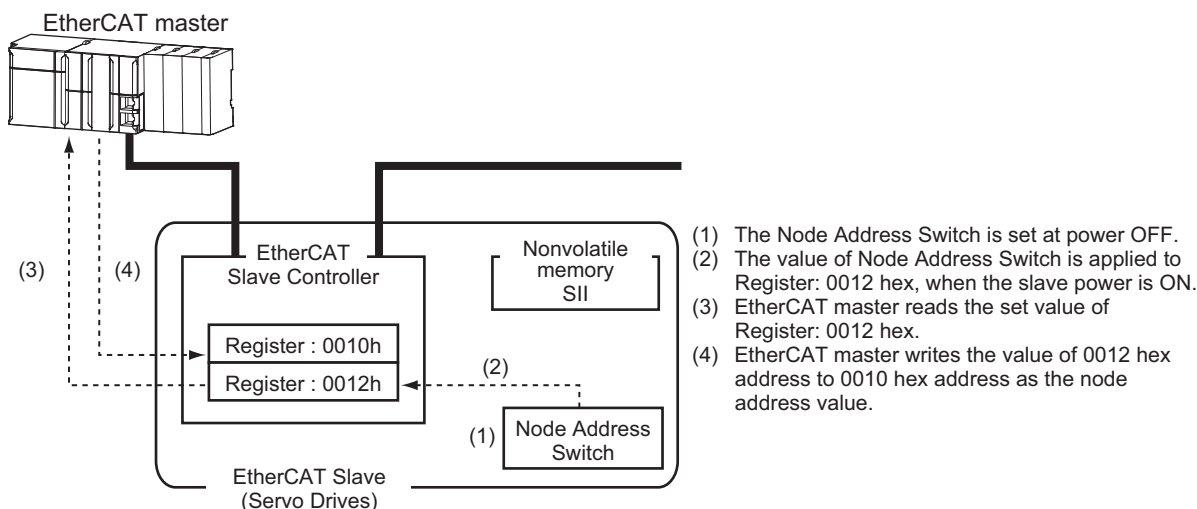 EtherCAT master
(3)
(4)
EtherCAT
Slave Controller
Register : 0010h
Register : 0012h
Nonvolatile
memory
SII
(2)
(1)
Node Address
Switch
EtherCAT Slave
(Servo Drives)
(1) The Node Address Switch is set at power OFF.
(2) The value of Node Address Switch is applied to
Register: 0012 hex, when the slave power is ON.
(3) EtherCAT master reads the set value of
Register: 0012 hex.
(4) EtherCAT master writes the value of 0012 hex
address to 0010 hex address as the node
address value.